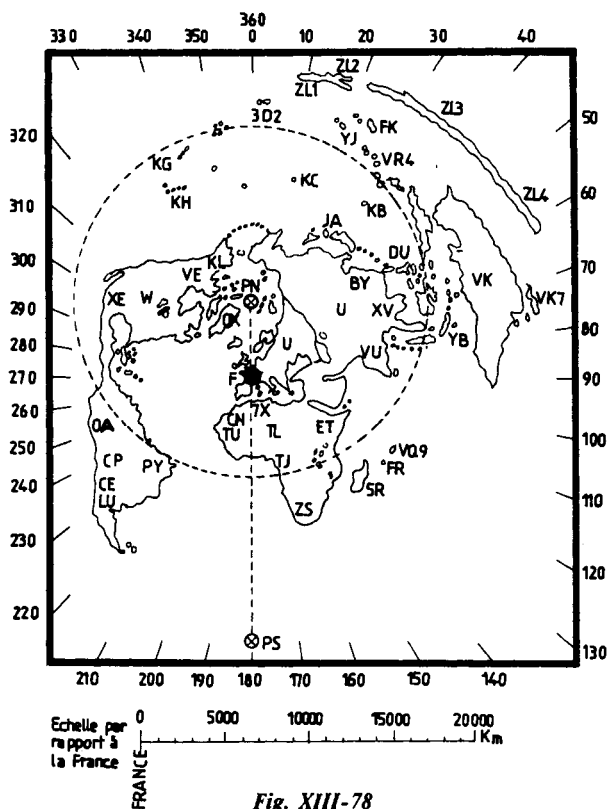 360
330 340 350 0 10 20 30 40
ZL2
ZL1
3D2
ZL3
320
50
YJ FK
VR4
KG
KC
60
KH
KB
ZL4
310
JA
DU
300
KL
70
VE
BY
VK
PN
XE W
U XV
VK7
290
OX
80
U
VU
YB
280
270
F
90
260
7X
CN
ET
OA
TU
TL
250
100
VQ9
CP
PY
TJ
FR
240
CE
SR
110
LU
ZS
230
120
220
PS
130
210 200 190 180 170 160 150 140
Echelle par
rapport à
la France
0 5000 10000 15000 20000
Km
FRANCE
Fig. XIII-78